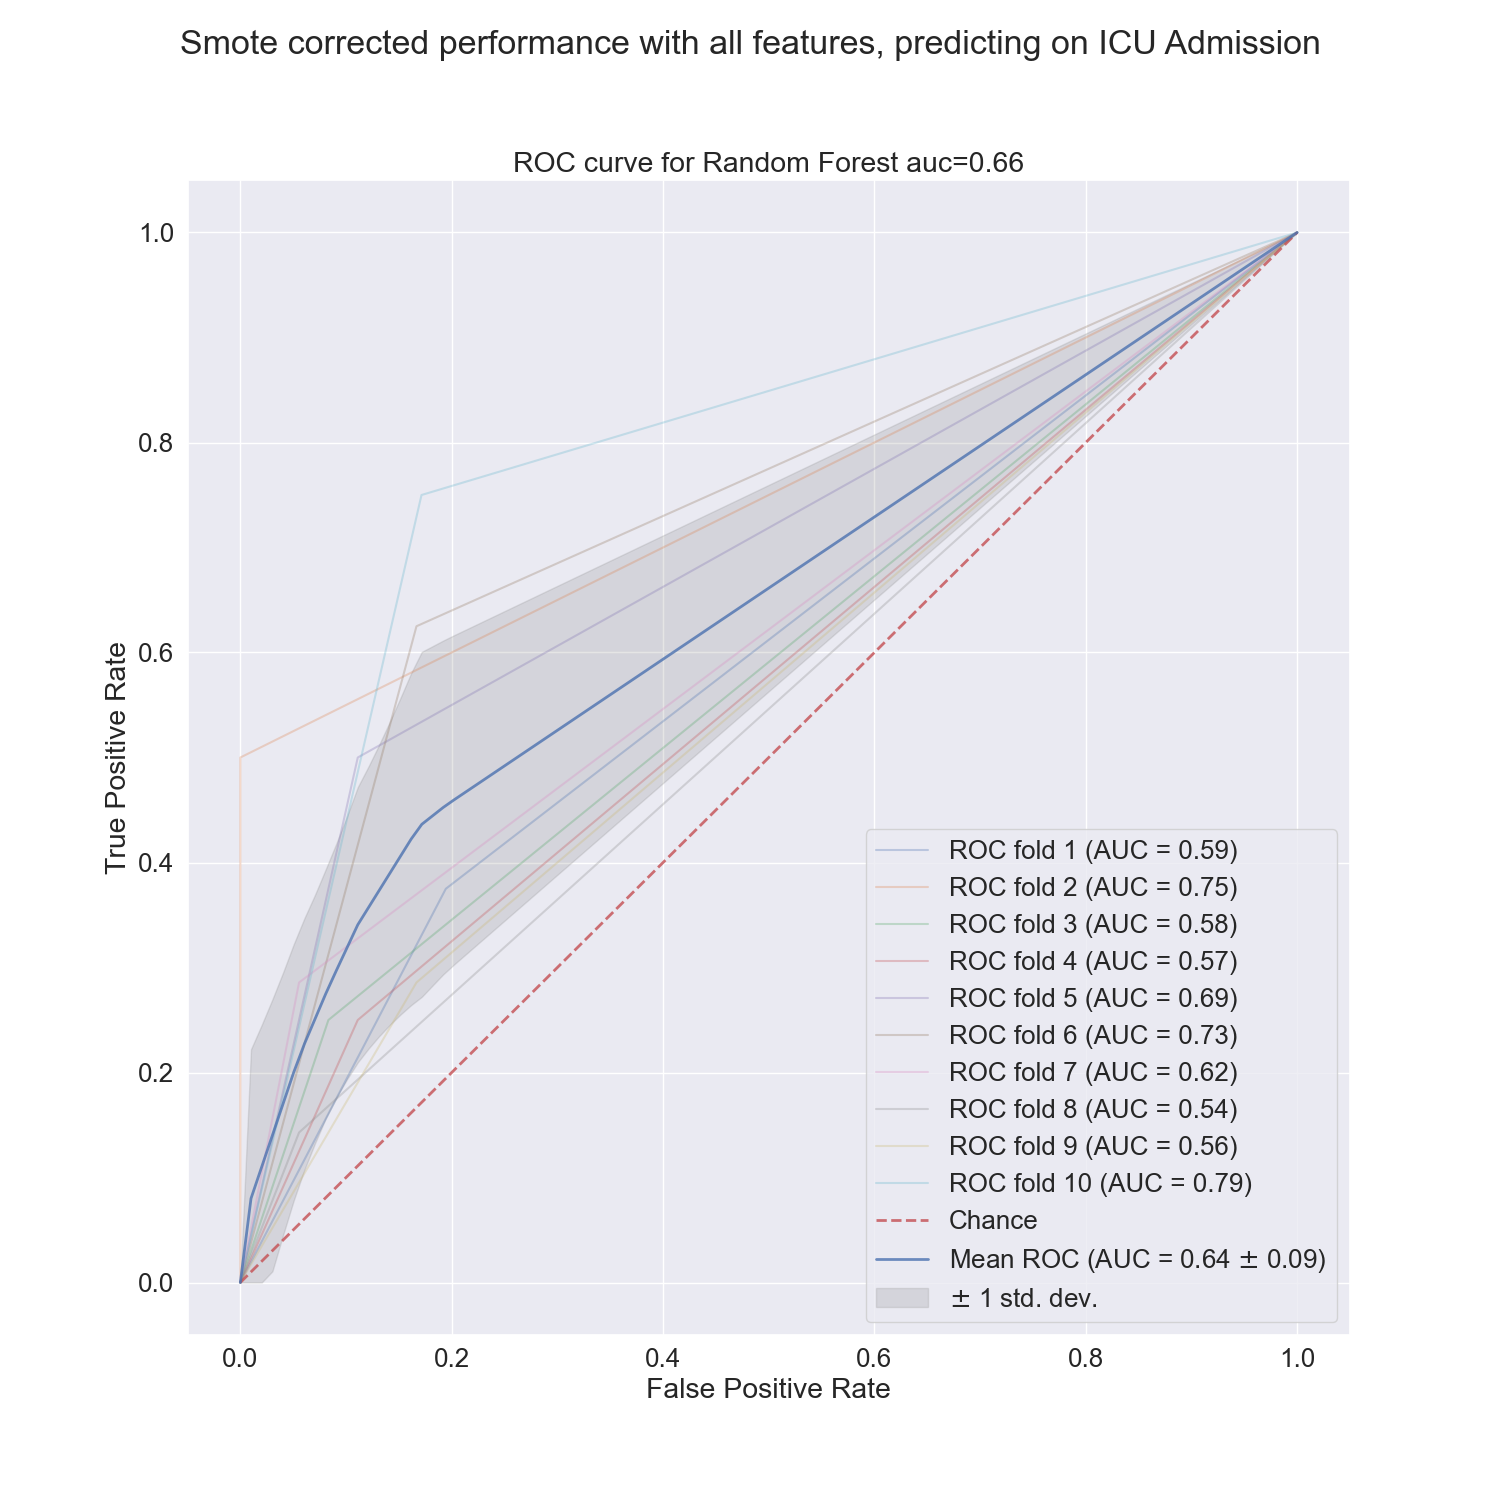 Smote corrected performance with all features, predicting on ICU Admission
ROC curve for Random Forest auc=0.66
1.0
0.8
0.6
0.4
0.2
0.0
True Positive Rate
ROC fold 1 (AUC = 0.59)
ROC fold 2 (AUC = 0.75)
ROC fold 3 (AUC = 0.58)
ROC fold 4 (AUC = 0.57)
ROC fold 5 (AUC = 0.69)
ROC fold 6 (AUC = 0.73)
ROC fold 7 (AUC = 0.62)
ROC fold 8 (AUC = 0.54)
ROC fold 9 (AUC = 0.56)
ROC fold 10 (AUC = 0.79)
Chance
Mean ROC (AUC = 0.64 ± 0.09)
± 1 std. dev.
0.0 0.2 0.4 0.6 0.8 1.0
False Positive Rate